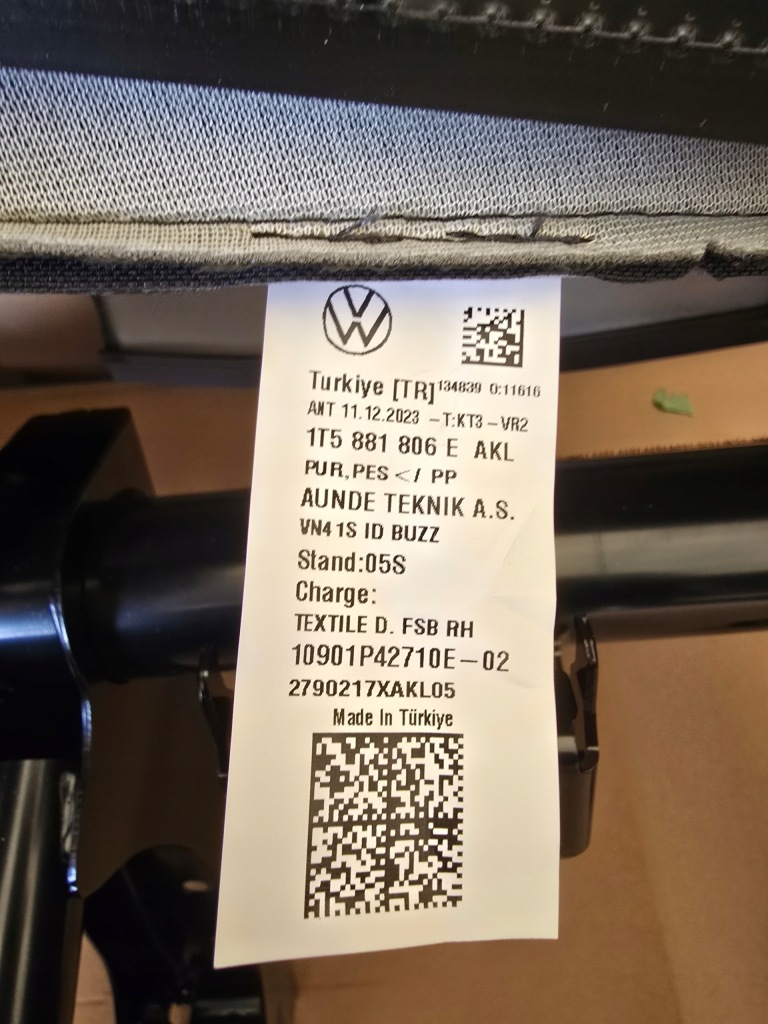 Turkiye [TR] 134839 0:11616
ANT 11.12.2023 -T:KT3-VR2
1T5 881 806 E AKL
PUR,PES </ PP
AUNDE TEKNIK A.S.
VN41S ID BUZZ
Stand:05S
Charge:
TEXTILE D. FSB RH
10901P42710E-02
2790217XAKL05
Made In Türkiye